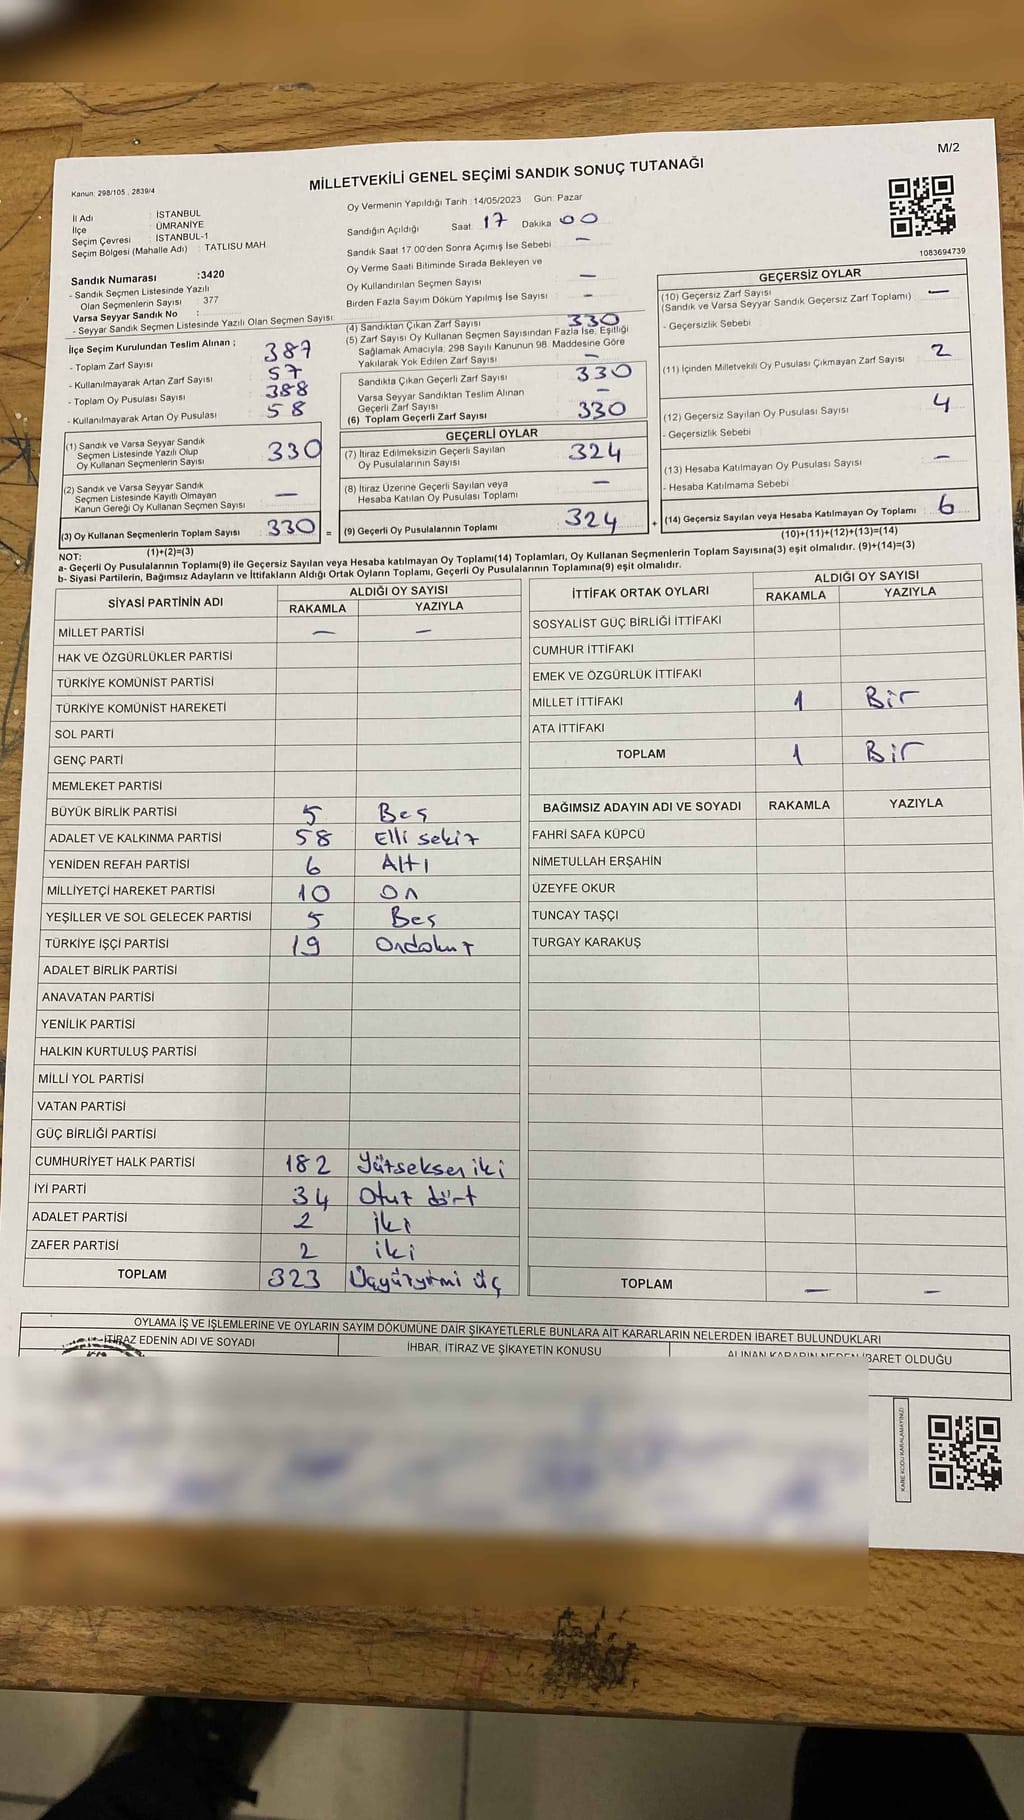 M/2
Kanun: 298/105 , 2839/4
MİLLETVEKİLİ GENEL SEÇİMİ SANDIK SONUÇ TUTANAĞI
İl Adı : İSTANBUL
İlçe : ÜMRANİYE
Seçim Çevresi : İSTANBUL-1
Seçim Bölgesi (Mahalle Adı) : TATLISU MAH.
Sandık Numarası :3420
- Sandık Seçmen Listesinde Yazılı
Olan Seçmenlerin Sayısı : 377
Varsa Seyyar Sandık No :
- Seyyar Sandık Seçmen Listesinde Yazılı Olan Seçmen Sayısı:
Oy Vermenin Yapıldığı Tarih :14/05/2023 Gün: Pazar
Sandığın Açıldığı Saat: 17 Dakika 00
Sandık Saat 17.00'den Sonra Açımış İse Sebebi —
Oy Verme Saati Bitiminde Sırada Bekleyen ve
Oy Kullandırılan Seçmen Sayısı —
Birden Fazla Sayım Döküm Yapılmış İse Sayısı —
1083694739
İlçe Seçim Kurulundan Teslim Alınan ;
- Toplam Zarf Sayısı 387
- Kullanılmayarak Artan Zarf Sayısı 57
- Toplam Oy Pusulası Sayısı 388
- Kullanılmayarak Artan Oy Pusulası 58
(1) Sandık ve Varsa Seyyar Sandık
Seçmen Listesinde Yazılı Olup
Oy Kullanan Seçmenlerin Sayısı 330
(2) Sandık ve Varsa Seyyar Sandık
Seçmen Listesinde Kayıtlı Olmayan
Kanun Gereği Oy Kullanan Seçmen Sayısı —
(3) Oy Kullanan Seçmenlerin Toplam Sayısı 330 =
(1)+(2)=(3)
(4) Sandıktan Çıkan Zarf Sayısı 330
(5) Zarf Sayısı Oy Kullanan Seçmen Sayısından Fazla İse, Eşitliği
Sağlamak Amacıyla; 298 Sayılı Kanunun 98. Maddesine Göre
Yakılarak Yok Edilen Zarf Sayısı —
Sandıkta Çıkan Geçerli Zarf Sayısı 330
Varsa Seyyar Sandıktan Teslim Alınan
Geçerli Zarf Sayısı —
(6) Toplam Geçerli Zarf Sayısı 330
GEÇERLİ OYLAR
(7) İtiraz Edilmeksizin Geçerli Sayılan
Oy Pusulalarının Sayısı 324
(8) İtiraz Üzerine Geçerli Sayılan veya
Hesaba Katılan Oy Pusulası Toplamı —
(9) Geçerli Oy Pusulalarının Toplamı 324 +
GEÇERSİZ OYLAR
(10) Geçersiz Zarf Sayısı —
(Sandık ve Varsa Seyyar Sandık Geçersiz Zarf Toplamı)
- Geçersizlik Sebebi
(11) İçinden Milletvekili Oy Pusulası Çıkmayan Zarf Sayısı 2
(12) Geçersiz Sayılan Oy Pusulası Sayısı 4
- Geçersizlik Sebebi
(13) Hesaba Katılmayan Oy Pusulası Sayısı —
- Hesaba Katılmama Sebebi
(14) Geçersiz Sayılan veya Hesaba Katılmayan Oy Toplamı 6
(10)+(11)+(12)+(13)=(14)
NOT:
a- Geçerli Oy Pusulalarının Toplamı(9) ile Geçersiz Sayılan veya Hesaba katılmayan Oy Toplamı(14) Toplamları, Oy Kullanan Seçmenlerin Toplam Sayısına(3) eşit olmalıdır. (9)+(14)=(3)
b- Siyasi Partilerin, Bağımsız Adayların ve İttifakların Aldığı Ortak Oyların Toplamı, Geçerli Oy Pusulalarının Toplamına(9) eşit olmalıdır.
SİYASİ PARTİNİN ADI ALDIĞI OY SAYISI
RAKAMLA YAZIYLA
MİLLET PARTİSİ — —
HAK VE ÖZGÜRLÜKLER PARTİSİ
TÜRKİYE KOMÜNİST PARTİSİ
TÜRKİYE KOMÜNİST HAREKETİ
SOL PARTİ
GENÇ PARTİ
MEMLEKET PARTİSİ
BÜYÜK BİRLİK PARTİSİ 5 Beş
ADALET VE KALKINMA PARTİSİ 58 Elli sekiz
YENİDEN REFAH PARTİSİ 6 Altı
MİLLİYETÇİ HAREKET PARTİSİ 10 On
YEŞİLLER VE SOL GELECEK PARTİSİ 5 Beş
TÜRKİYE İŞÇİ PARTİSİ 19 Ondokuz
ADALET BİRLİK PARTİSİ
ANAVATAN PARTİSİ
YENİLİK PARTİSİ
HALKIN KURTULUŞ PARTİSİ
MİLLİ YOL PARTİSİ
VATAN PARTİSİ
GÜÇ BİRLİĞİ PARTİSİ
CUMHURİYET HALK PARTİSİ 182 Yüzseksen iki
İYİ PARTİ 34 Otuz dört
ADALET PARTİSİ 2 iki
ZAFER PARTİSİ 2 iki
TOPLAM 323 Üçyüzyirmi üç
İTTİFAK ORTAK OYLARI ALDIĞI OY SAYISI
RAKAMLA YAZIYLA
SOSYALİST GÜÇ BİRLİĞİ İTTİFAKI
CUMHUR İTTİFAKI
EMEK VE ÖZGÜRLÜK İTTİFAKI
MİLLET İTTİFAKI 1 Bir
ATA İTTİFAKI
TOPLAM 1 Bir
BAĞIMSIZ ADAYIN ADI VE SOYADI RAKAMLA YAZIYLA
FAHRİ SAFA KÜPCÜ
NİMETULLAH ERŞAHİN
ÜZEYFE OKUR
TUNCAY TAŞÇI
TURGAY KARAKUŞ
TOPLAM — —
OYLAMA İŞ VE İŞLEMLERİNE VE OYLARIN SAYIM DÖKÜMÜNE DAİR ŞİKAYETLERLE BUNLARA AİT KARARLARIN NELERDEN İBARET BULUNDUKLARI
İTİRAZ EDENİN ADI VE SOYADI İHBAR, İTİRAZ VE ŞİKAYETİN KONUSU ALINAN KARARIN NEDEN İBARET OLDUĞU
KARE KODU KARALAMAYINIZ!